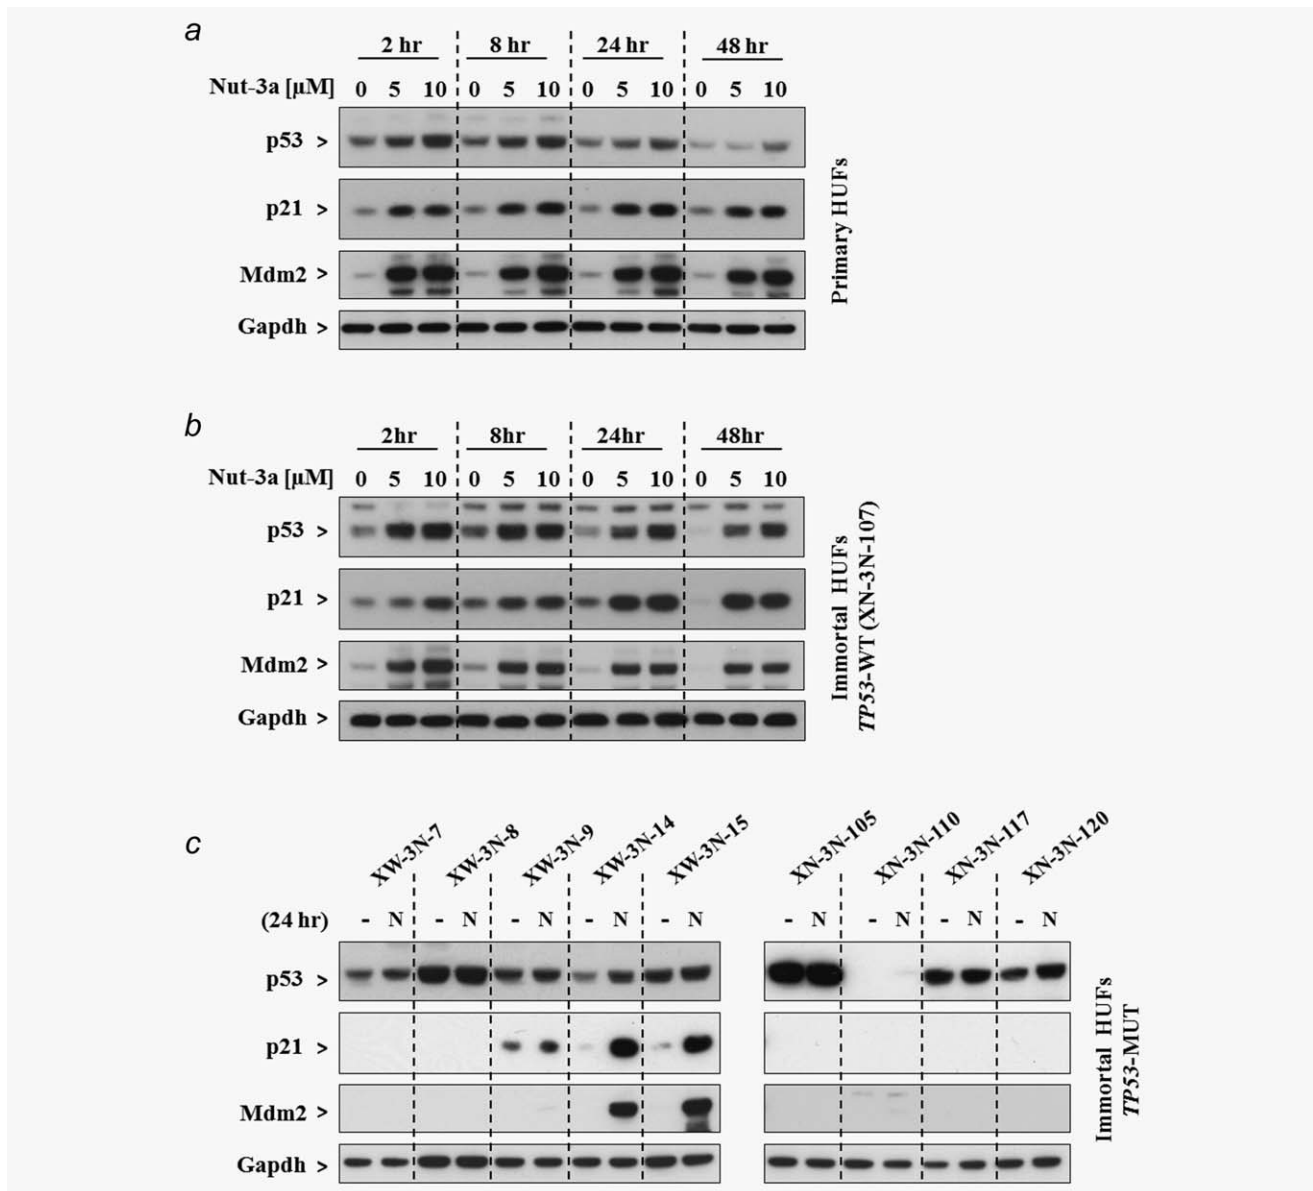 a
2 hr 8 hr 24 hr 48 hr
Nut-3a [μM] 0 5 10 0 5 10 0 5 10 0 5 10
p53 >
p21 >
Mdm2 >
Gapdh >
Primary HUFs
b
2hr 8hr 24hr 48hr
Nut-3a [μM] 0 5 10 0 5 10 0 5 10 0 5 10
p53 >
p21 >
Mdm2 >
Gapdh >
Immortal HUFs
TP53-WT (XN-3N-107)
c
XW-3N-7 XW-3N-8 XW-3N-9 XW-3N-14 XW-3N-15 XN-3N-105 XN-3N-110 XN-3N-117 XN-3N-120
(24 hr) - N - N - N - N - N - N - N - N - N
p53 >
p21 >
Mdm2 >
Gapdh >
Immortal HUFs
TP53-MUT